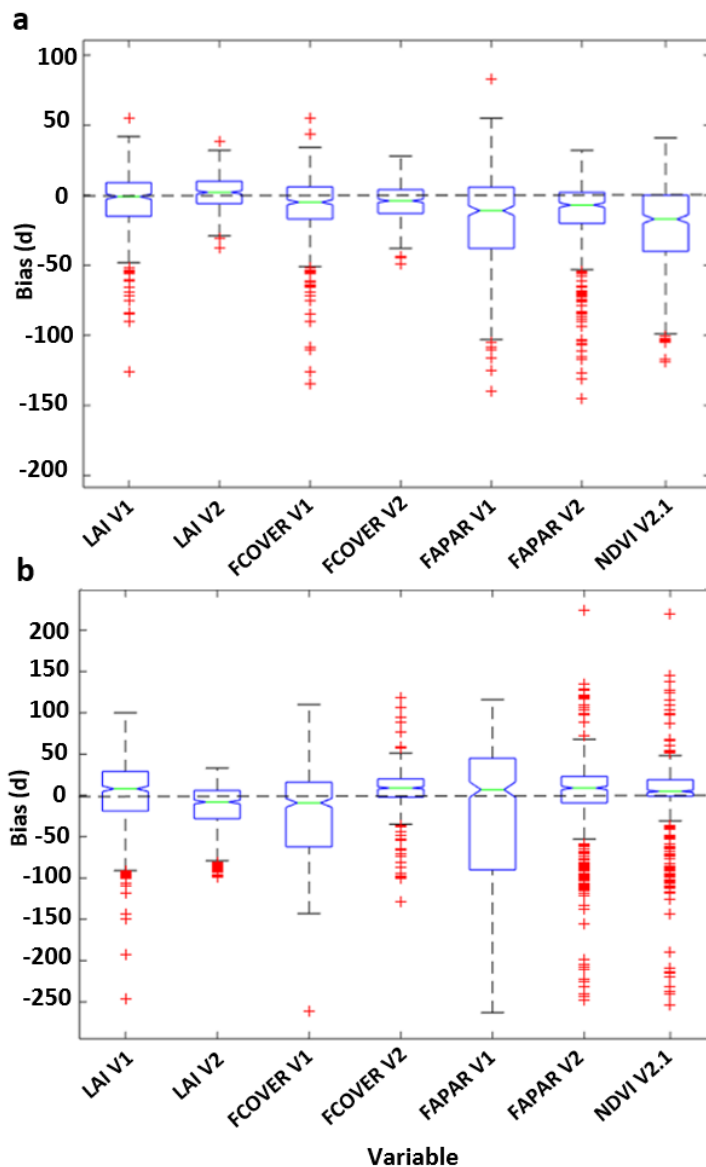 a
100
50
0
-50
-100
-150
-200
Bias (d)
LAI V1
LAI V2
FCOVER V1
FCOVER V2
FAPAR V1
FAPAR V2
NDVI V2.1
b
200
150
100
50
0
-50
-100
-150
-200
-250
Bias (d)
LAI V1
LAI V2
FCOVER V1
FCOVER V2
FAPAR V1
FAPAR V2
NDVI V2.1
Variable